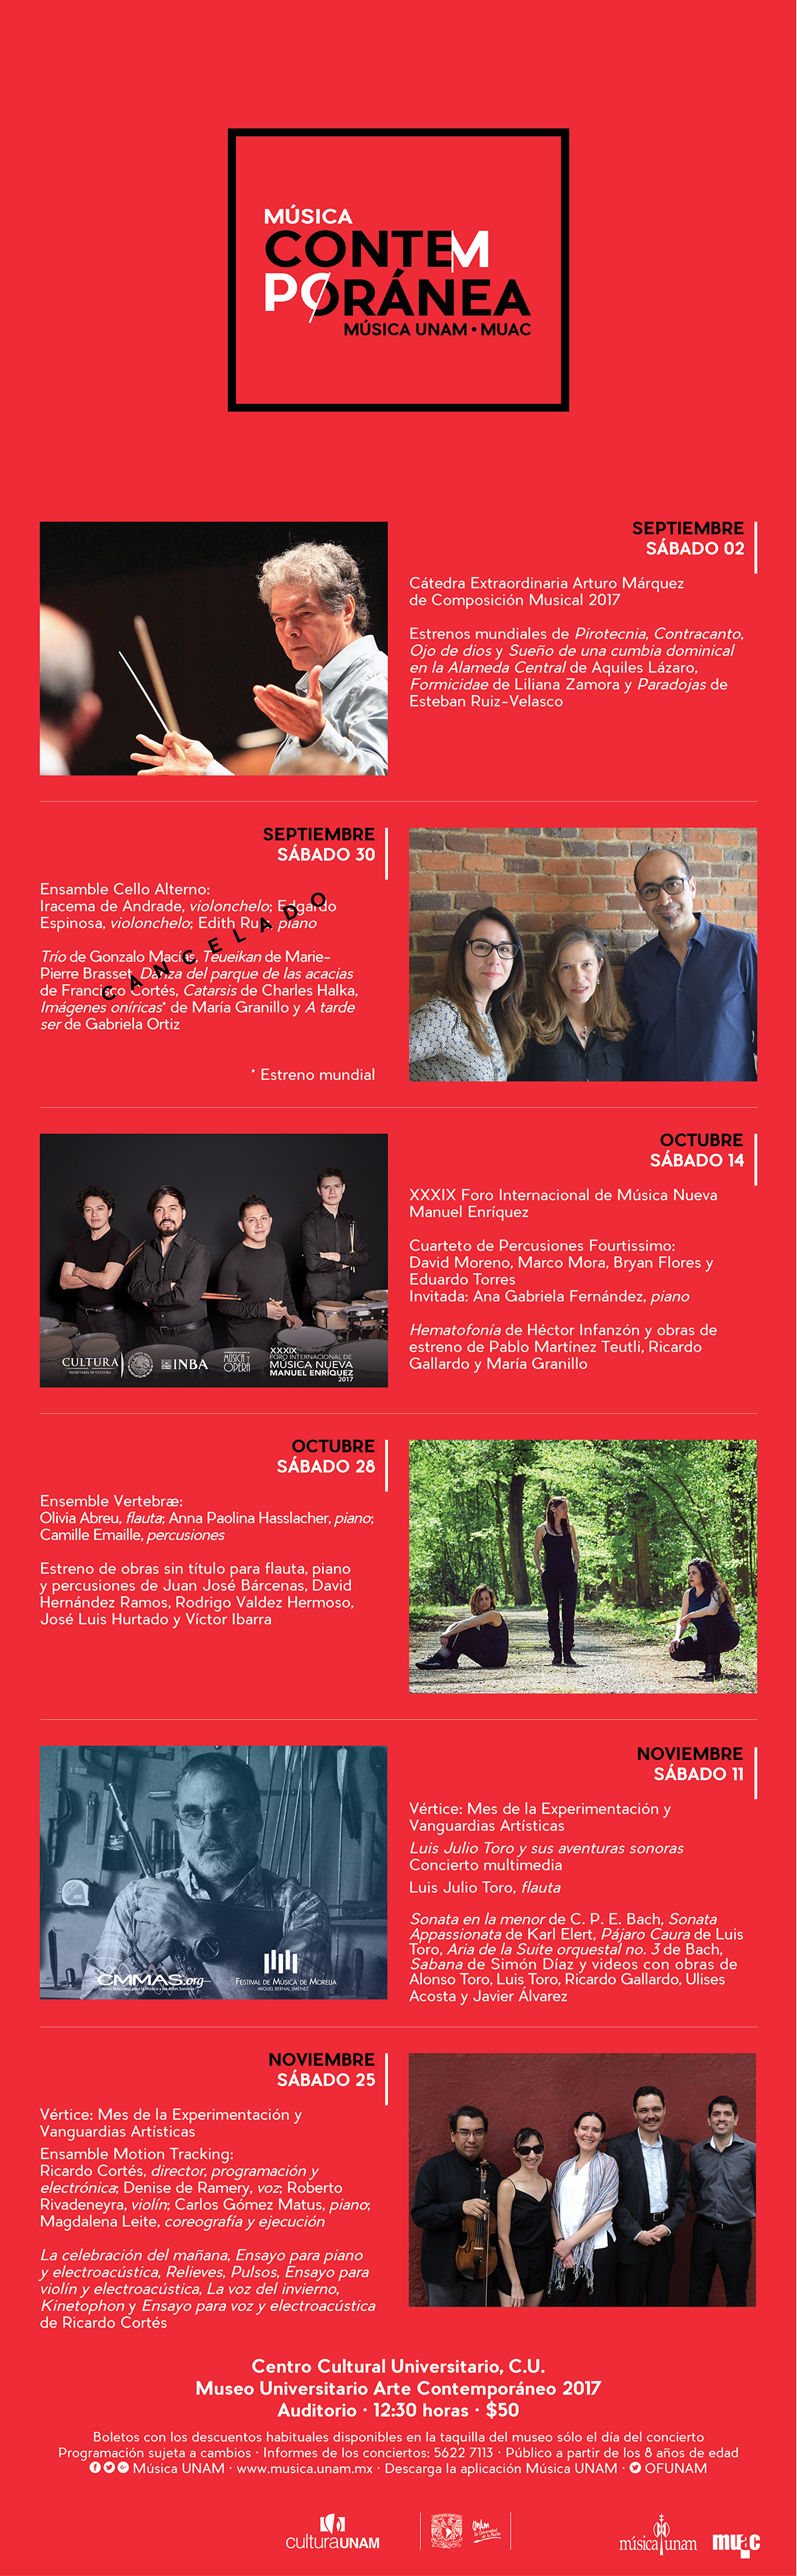 MÚSICA
CONTEM
PORÁNEA
MÚSICA UNAM • MUAC
SEPTIEMBRE
SÁBADO 02
Cátedra Extraordinaria Arturo Márquez
de Composición Musical 2017
Estrenos mundiales de Pirotecnia, Contracanto,
Ojo de dios y Sueño de una cumbia dominical
en la Alameda Central de Aquiles Lázaro,
Formicidae de Liliana Zamora y Paradojas de
Esteban Ruiz-Velasco
SEPTIEMBRE
SÁBADO 30
Ensamble Cello Alterno:
Iracema de Andrade, violonchelo; Edgardo
Espinosa, violonchelo; Edith Ruiz, piano
Trío de Gonzalo Macías, Teueikan de Marie-
Pierre Brasset, Danza del parque de las acacias
de Francisco Cortés, Catarsis de Charles Halka,
Imágenes oníricas* de María Granillo y A tarde
ser de Gabriela Ortiz
CANCELADO
* Estreno mundial
OCTUBRE
SÁBADO 14
XXXIX Foro Internacional de Música Nueva
Manuel Enríquez
Cuarteto de Percusiones Fourtissimo:
David Moreno, Marco Mora, Bryan Flores y
Eduardo Torres
Invitada: Ana Gabriela Fernández, piano
Hematofonía de Héctor Infanzón y obras de
estreno de Pablo Martínez Teutli, Ricardo
Gallardo y María Granillo
CULTURA
SECRETARÍA DE CULTURA
INBA
MÚSICA Y
ÓPERA
XXXIX
FORO INTERNACIONAL DE
MÚSICA NUEVA
MANUEL ENRÍQUEZ
2017
OCTUBRE
SÁBADO 28
Ensemble Vertebræ:
Olivia Abreu, flauta; Anna Paolina Hasslacher, piano;
Camille Emaille, percusiones
Estreno de obras sin título para flauta, piano
y percusiones de Juan José Bárcenas, David
Hernández Ramos, Rodrigo Valdez Hermoso,
José Luis Hurtado y Víctor Ibarra
NOVIEMBRE
SÁBADO 11
Vértice: Mes de la Experimentación y
Vanguardias Artísticas
Luis Julio Toro y sus aventuras sonoras
Concierto multimedia
Luis Julio Toro, flauta
Sonata en la menor de C. P. E. Bach, Sonata
Appassionata de Karl Elert, Pájaro Caura de Luis
Toro, Aria de la Suite orquestal no. 3 de Bach,
Sabana de Simón Díaz y videos con obras de
Alonso Toro, Luis Toro, Ricardo Gallardo, Ulises
Acosta y Javier Álvarez
CMMAS.org
Centro Mexicano para la Música y las Artes Sonoras
FESTIVAL DE MÚSICA DE MORELIA
MIGUEL BERNAL JIMÉNEZ
NOVIEMBRE
SÁBADO 25
Vértice: Mes de la Experimentación y
Vanguardias Artísticas
Ensamble Motion Tracking:
Ricardo Cortés, director, programación y
electrónica; Denise de Ramery, voz; Roberto
Rivadeneyra, violín; Carlos Gómez Matus, piano;
Magdalena Leite, coreografía y ejecución
La celebración del mañana, Ensayo para piano
y electroacústica, Relieves, Pulsos, Ensayo para
violín y electroacústica, La voz del invierno,
Kinetophon y Ensayo para voz y electroacústica
de Ricardo Cortés
Centro Cultural Universitario, C.U.
Museo Universitario Arte Contemporáneo 2017
Auditorio · 12:30 horas · $50
Boletos con los descuentos habituales disponibles en la taquilla del museo sólo el día del concierto
Programación sujeta a cambios · Informes de los conciertos: 5622 7113 · Público a partir de los 8 años de edad
Música UNAM · www.musica.unam.mx · Descarga la aplicación Música UNAM · OFUNAM
culturaUNAM
música unam
muac